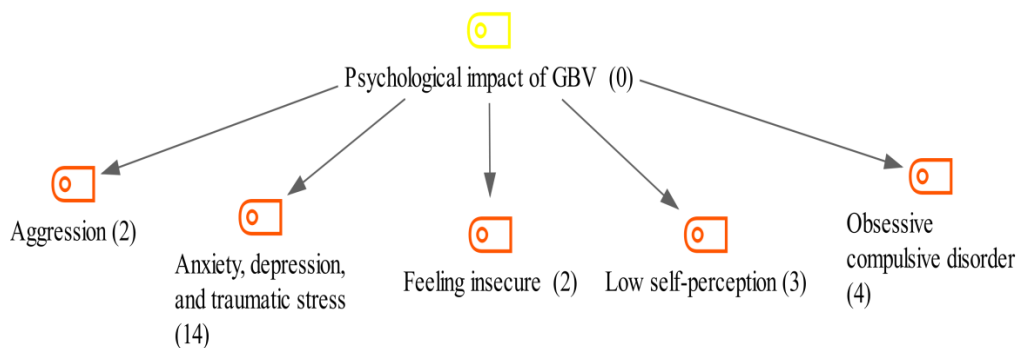 Psychological impact of GBV (0)
Aggression (2)
Anxiety, depression,
and traumatic stress
(14)
Feeling insecure (2)
Low self-perception (3)
Obsessive
compulsive disorder
(4)